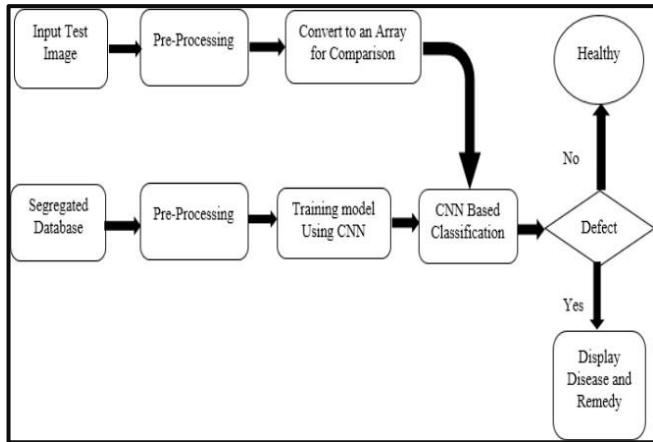 Input Test
Image
Pre-Processing
Convert to an Array
for Comparison
Healthy
No
Segregated
Database
Pre-Processing
Training model
Using CNN
CNN Based
Classification
Defect
Yes
Display
Disease and
Remedy